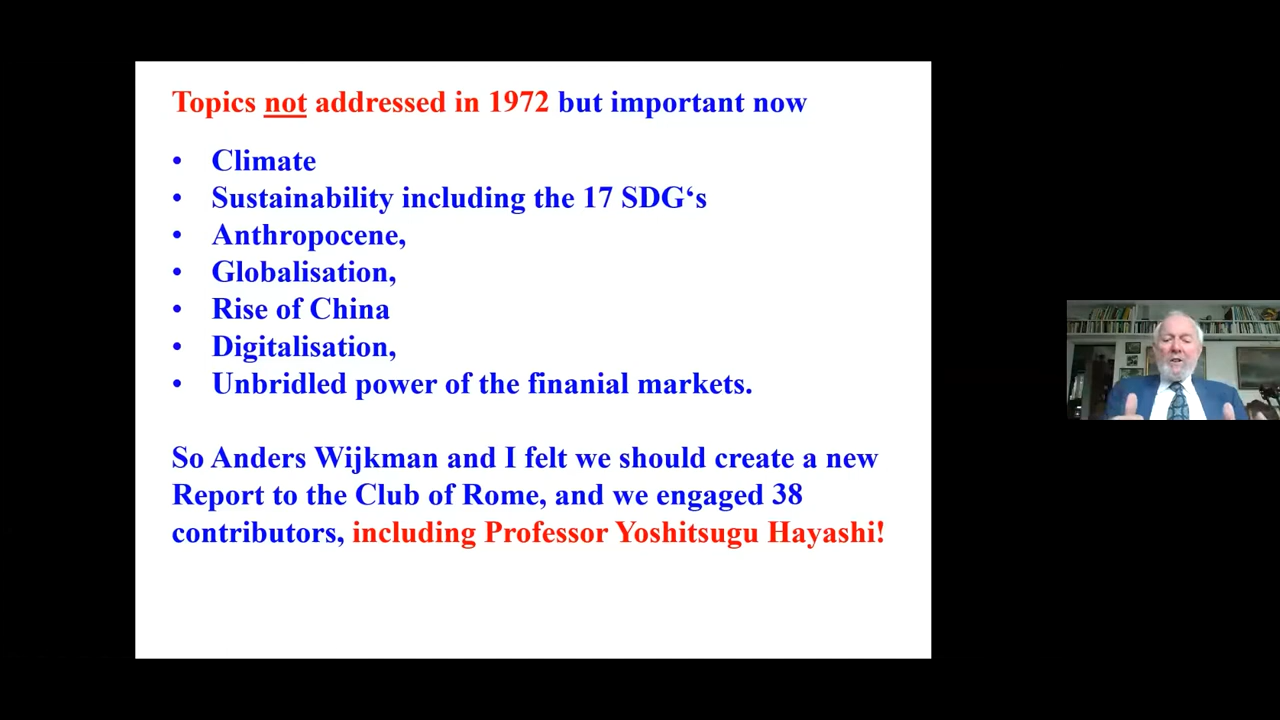 Topics not addressed in 1972 but important now
• Climate
• Sustainability including the 17 SDG‘s
• Anthropocene,
• Globalisation,
• Rise of China
• Digitalisation,
• Unbridled power of the finanial markets.
So Anders Wijkman and I felt we should create a new
Report to the Club of Rome, and we engaged 38
contributors, including Professor Yoshitsugu Hayashi!